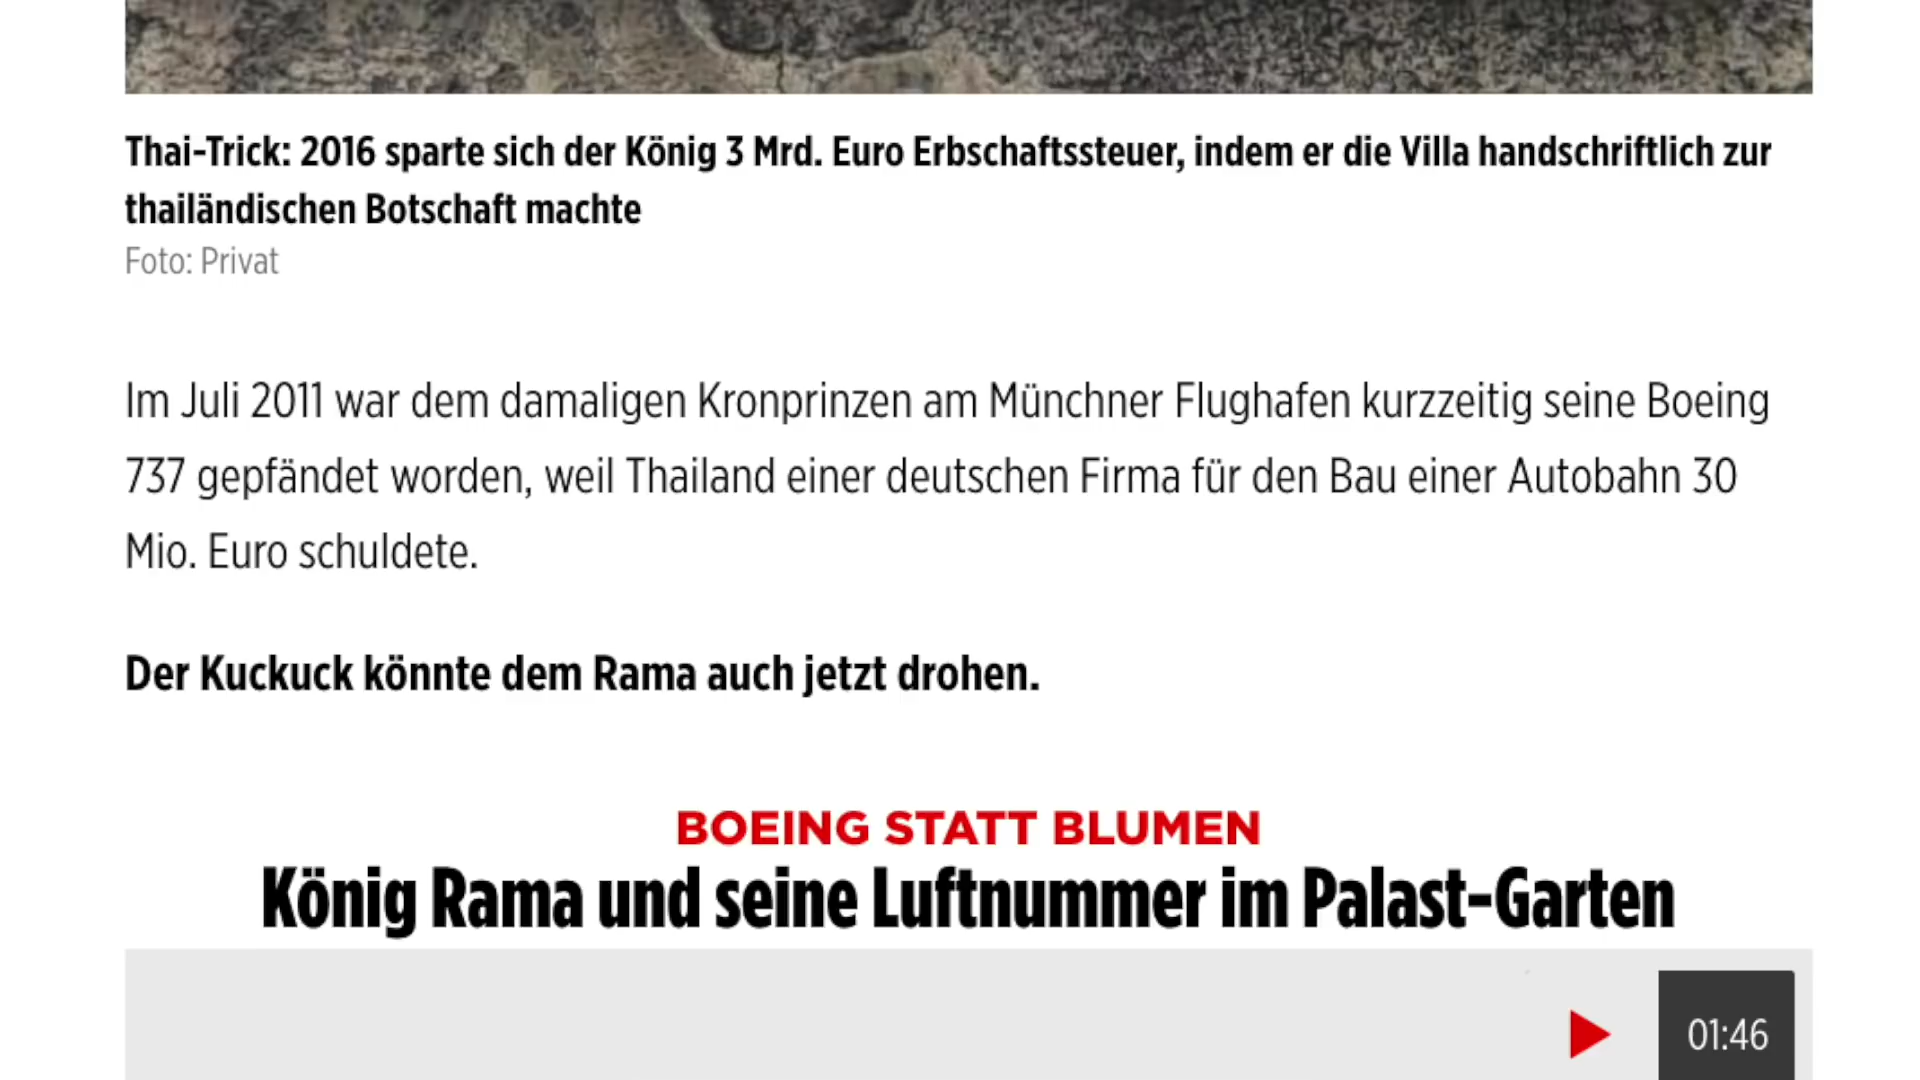 Thai-Trick: 2016 sparte sich der König 3 Mrd. Euro Erbschaftssteuer, indem er die Villa handschriftlich zur
thailändischen Botschaft machte
Foto: Privat
Im Juli 2011 war dem damaligen Kronprinzen am Münchner Flughafen kurzzeitig seine Boeing
737 gepfändet worden, weil Thailand einer deutschen Firma für den Bau einer Autobahn 30
Mio. Euro schuldete.
Der Kuckuck könnte dem Rama auch jetzt drohen.
BOEING STATT BLUMEN
König Rama und seine Luftnummer im Palast-Garten
01:46